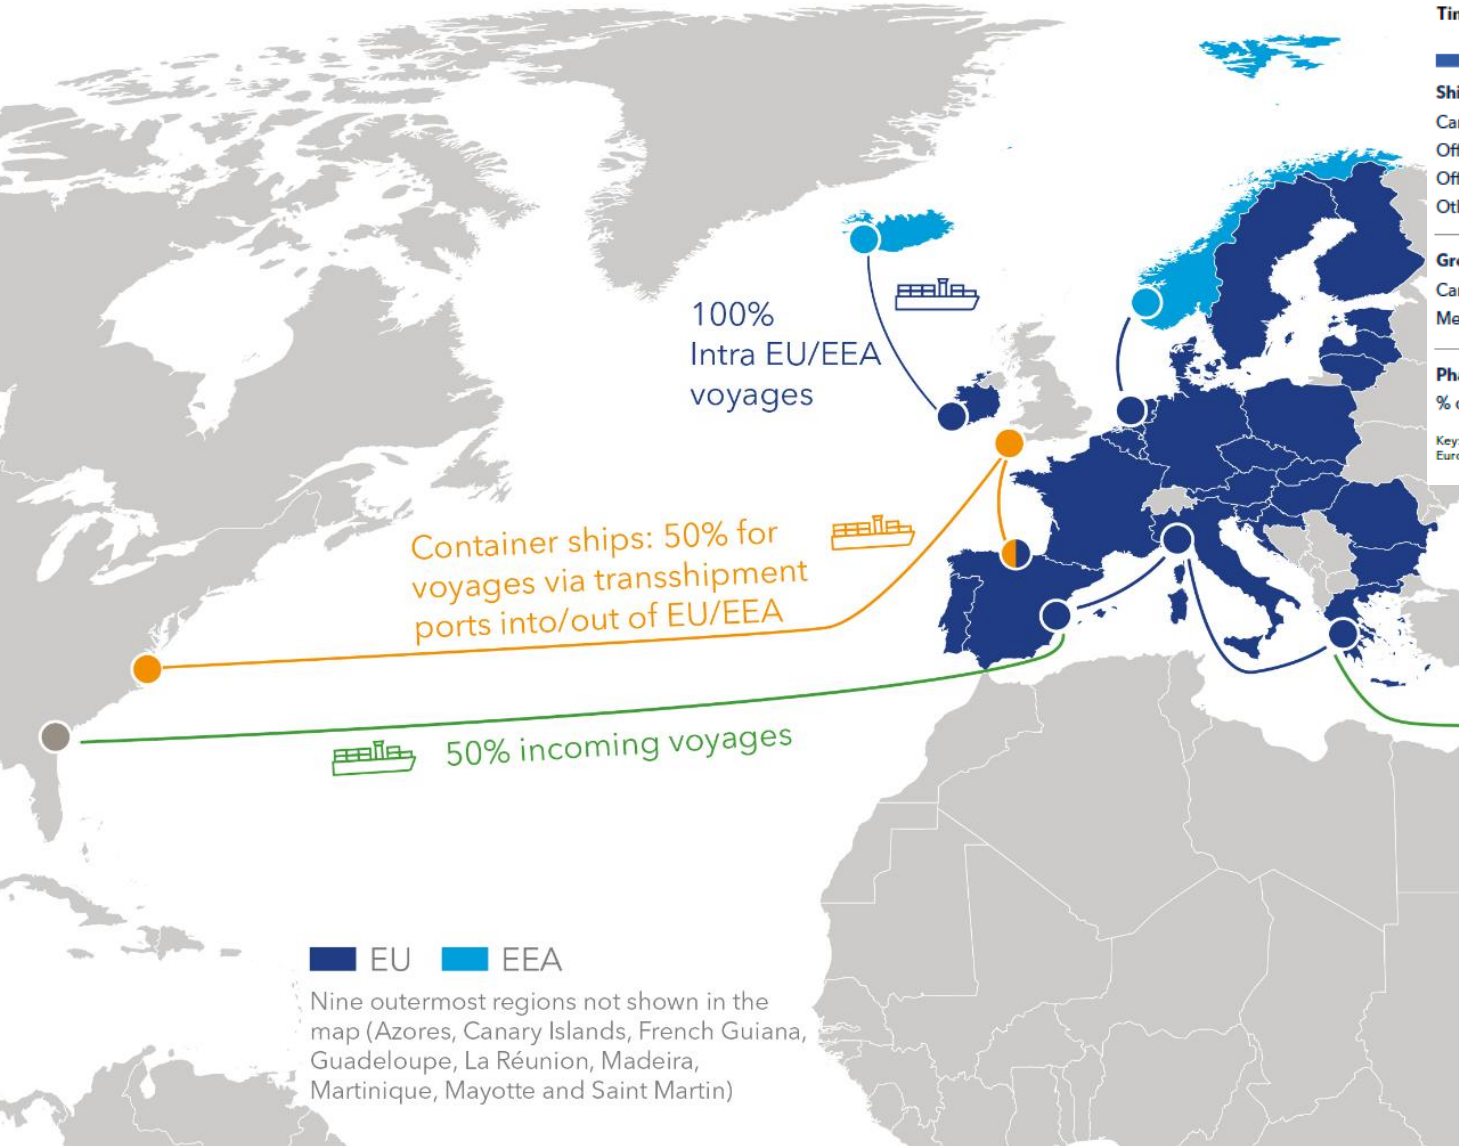 100%
Intra EU/EEA
voyages
Container ships: 50% for
voyages via transshipment
ports into/out of EU/EEA
50% incoming voyages
EU EEA
Nine outermost regions not shown in the
map (Azores, Canary Islands, French Guiana,
Guadeloupe, La Réunion, Madeira,
Martinique, Mayotte and Saint Martin)
Key: